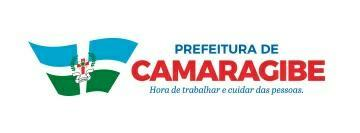 PREFEITURA DE
CAMARAGIBE
Hora de trabalhar e cuidar das pessoas.